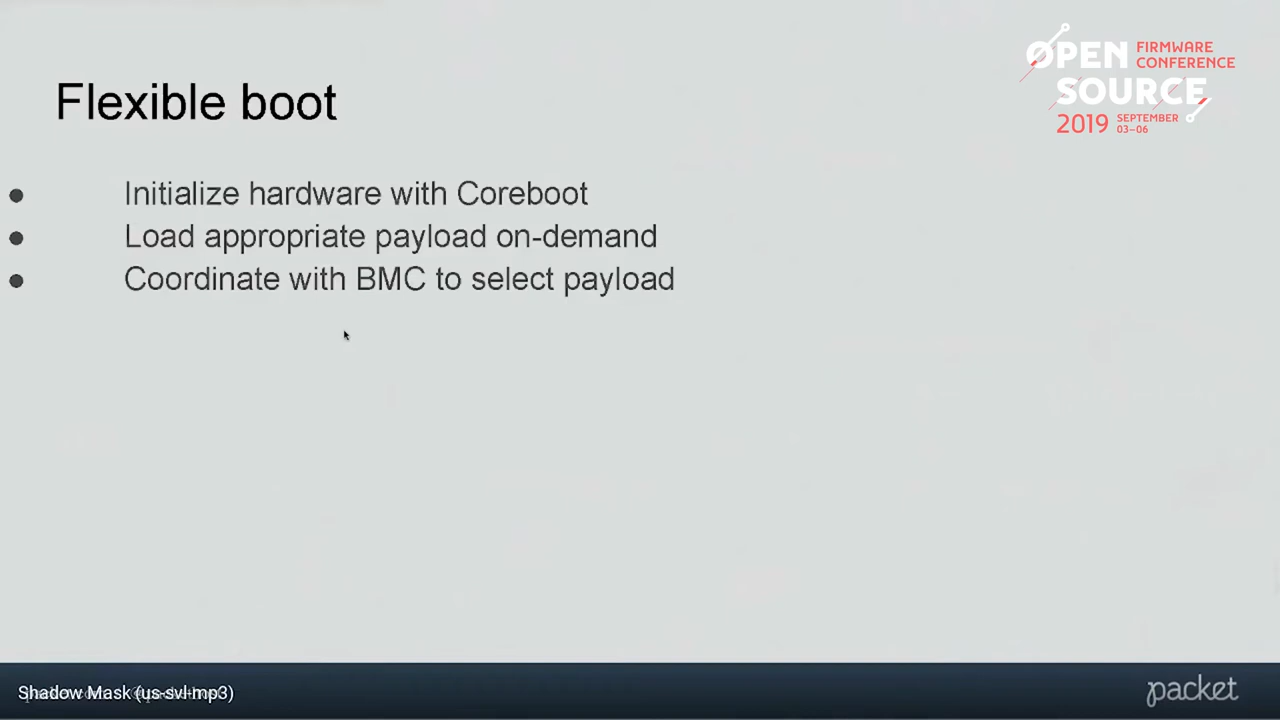 OPEN
FIRMWARE
CONFERENCE
SOURCE
2019
SEPTEMBER
03–06
Flexible boot
● Initialize hardware with Coreboot
● Load appropriate payload on-demand
● Coordinate with BMC to select payload
Shadow Mask (us-svl-mp3)
packet